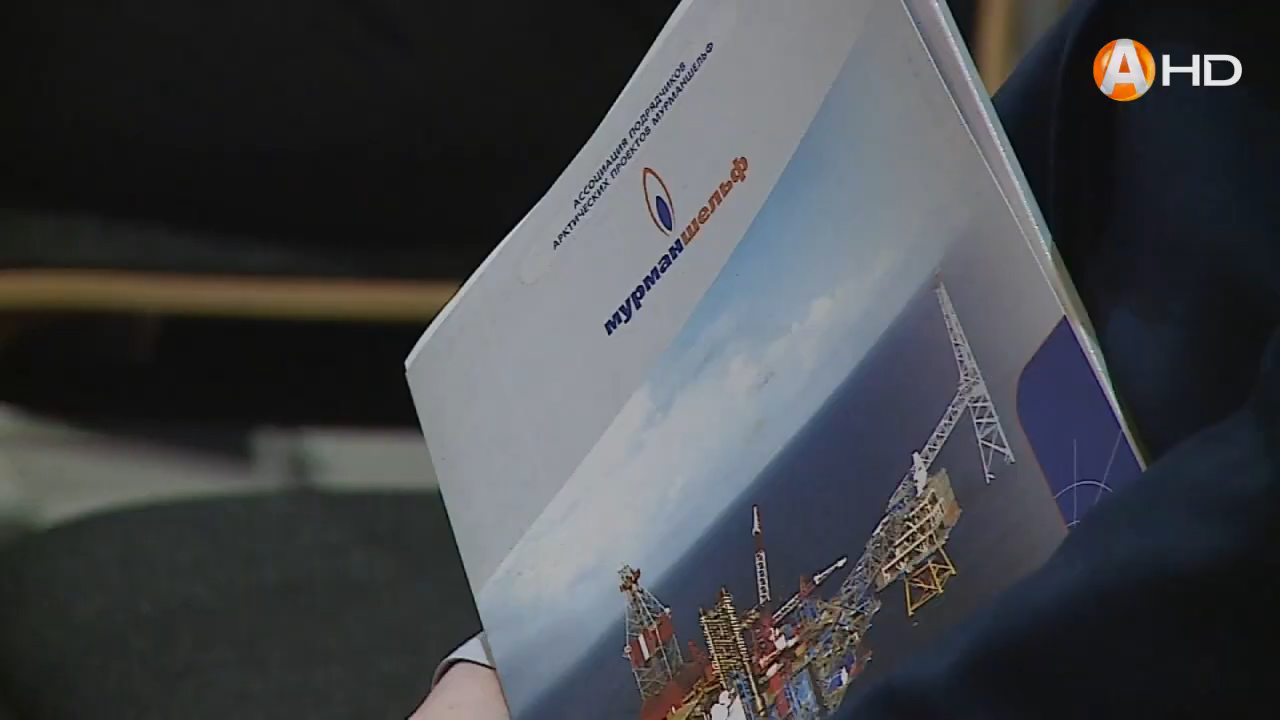 АССОЦИАЦИЯ ПОДРЯДЧИКОВ
АРКТИЧЕСКИХ ПРОЕКТОВ МУРМАНШЕЛЬФ
мурманшельф
A HD